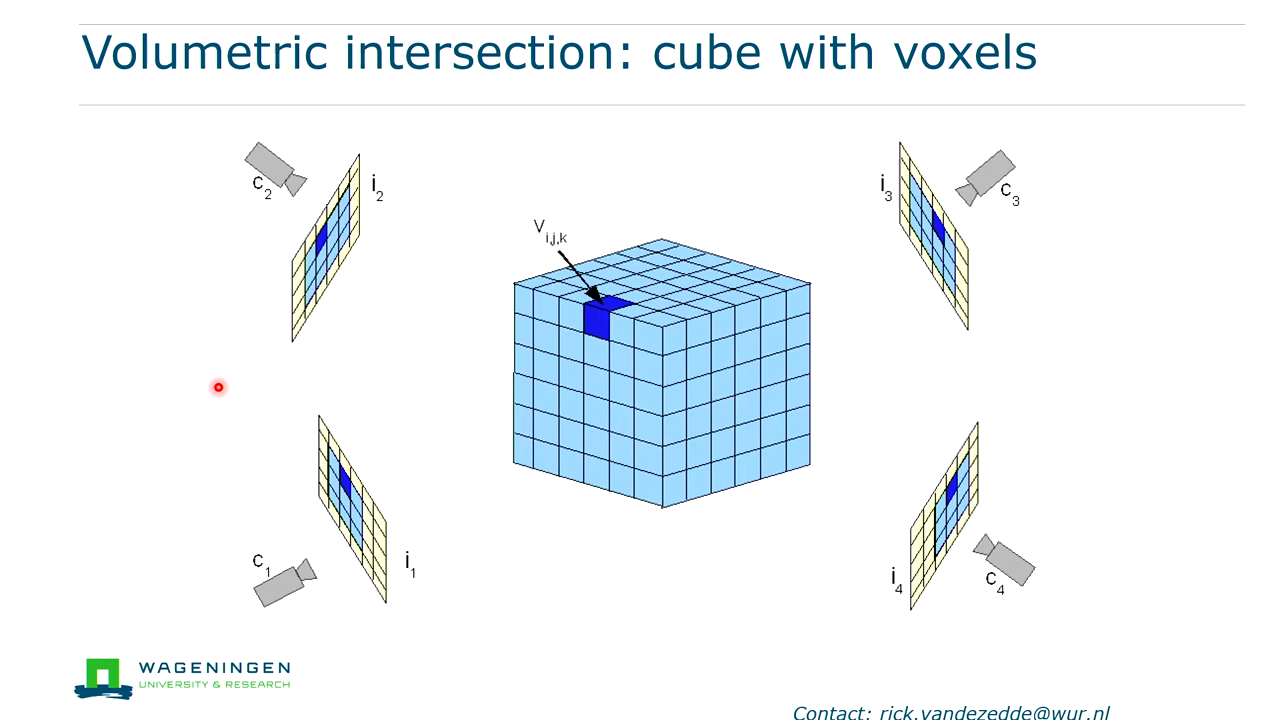 Volumetric intersection: cube with voxels
c2
i2
i3
c3
Vi,j,k
c1
i1
i4
c4
WAGENINGEN
UNIVERSITY & RESEARCH
Contact: rick.vandezedde@wur.nl